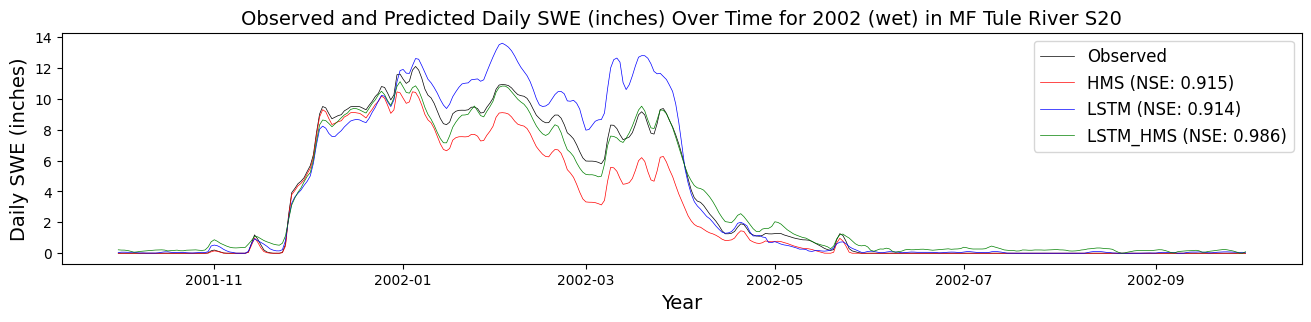 Observed and Predicted Daily SWE (inches) Over Time for 2002 (wet) in MF Tule River S20
Daily SWE (inches)
14
12
10
8
6
4
2
0
Observed
HMS (NSE: 0.915)
LSTM (NSE: 0.914)
LSTM_HMS (NSE: 0.986)
2001-11
2002-01
2002-03
2002-05
2002-07
2002-09
Year